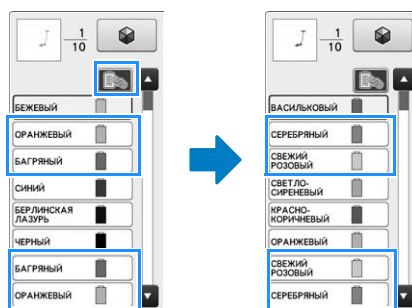 1
10
БЕЖЕВЫЙ
ОРАНЖЕВЫЙ
БАГРЯНЫЙ
СИНИЙ
БЕРЛИНСКАЯ
ЛАЗУРЬ
ЧЕРНЫЙ
БАГРЯНЫЙ
ОРАНЖЕВЫЙ
1
10
ВАСИЛЬКОВЫЙ
СЕРЕБРЯНЫЙ
СВЕЖИЙ
РОЗОВЫЙ
СВЕТЛО-
СИРЕНЕВЫЙ
КРАСНО-
КОРИЧНЕВЫЙ
ОРАНЖЕВЫЙ
СВЕЖИЙ
РОЗОВЫЙ
СЕРЕБРЯНЫЙ